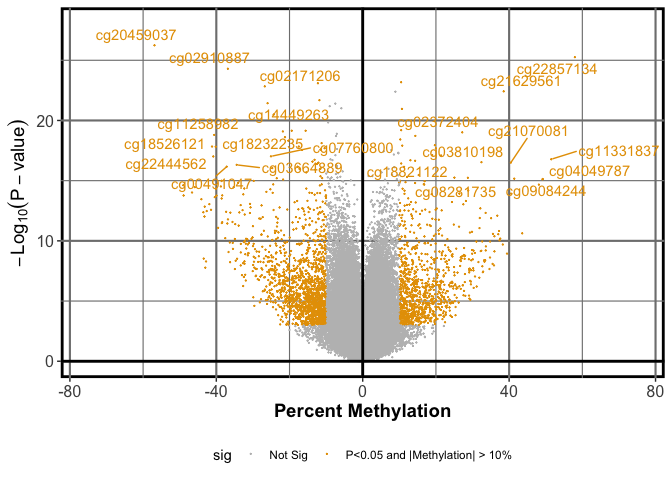 cg20459037
cg02910887
cg22857134
cg02171206
cg21629561
cg14449263
cg02372404
cg11258982
cg21070081
cg18526121
cg18232235
cg07760800
cg03810198
cg11331837
cg22444562
cg03664889
cg18821122
cg04049787
cg00491047
cg08281735
cg09084244
20
10
0
−Log10(P − value)
-80
-40
0
40
80
Percent Methylation
sig
Not Sig
P<0.05 and |Methylation| > 10%